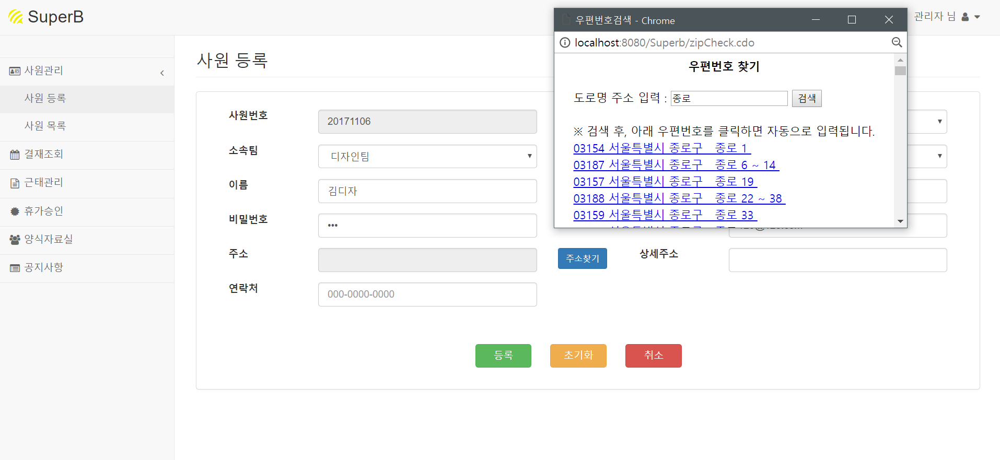 SuperB
관리자 님
사원관리
사원 등록
사원 목록
결재조회
근태관리
휴가승인
양식자료실
공지사항
사원 등록
사원번호
20171106
소속팀
디자인팀
이름
김디자
비밀번호
•••
주소
주소찾기
상세주소
연락처
000-0000-0000
등록
초기화
취소
우편번호검색 - Chrome
localhost:8080/Superb/zipCheck.cdo
우편번호 찾기
도로명 주소 입력 : 종로 검색
※ 검색 후, 아래 우편번호를 클릭하면 자동으로 입력됩니다.
03154 서울특별시 종로구 종로 1
03187 서울특별시 종로구 종로 6 ~ 14
03157 서울특별시 종로구 종로 19
03188 서울특별시 종로구 종로 22 ~ 38
03159 서울특별시 종로구 종로 33